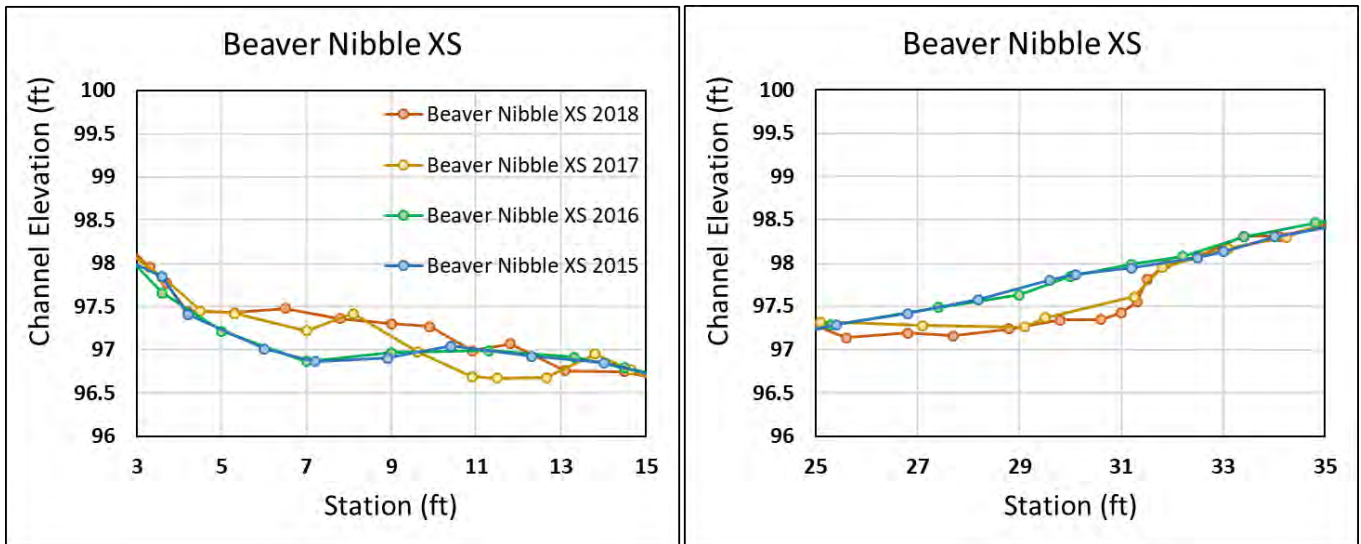 Beaver Nibble XS
Channel Elevation (ft)
100
99.5
99
98.5
98
97.5
97
96.5
96
Beaver Nibble XS 2018
Beaver Nibble XS 2017
Beaver Nibble XS 2016
Beaver Nibble XS 2015
3 5 7 9 11 13 15
Station (ft)
Beaver Nibble XS
Channel Elevation (ft)
100
99.5
99
98.5
98
97.5
97
96.5
96
25 27 29 31 33 35
Station (ft)